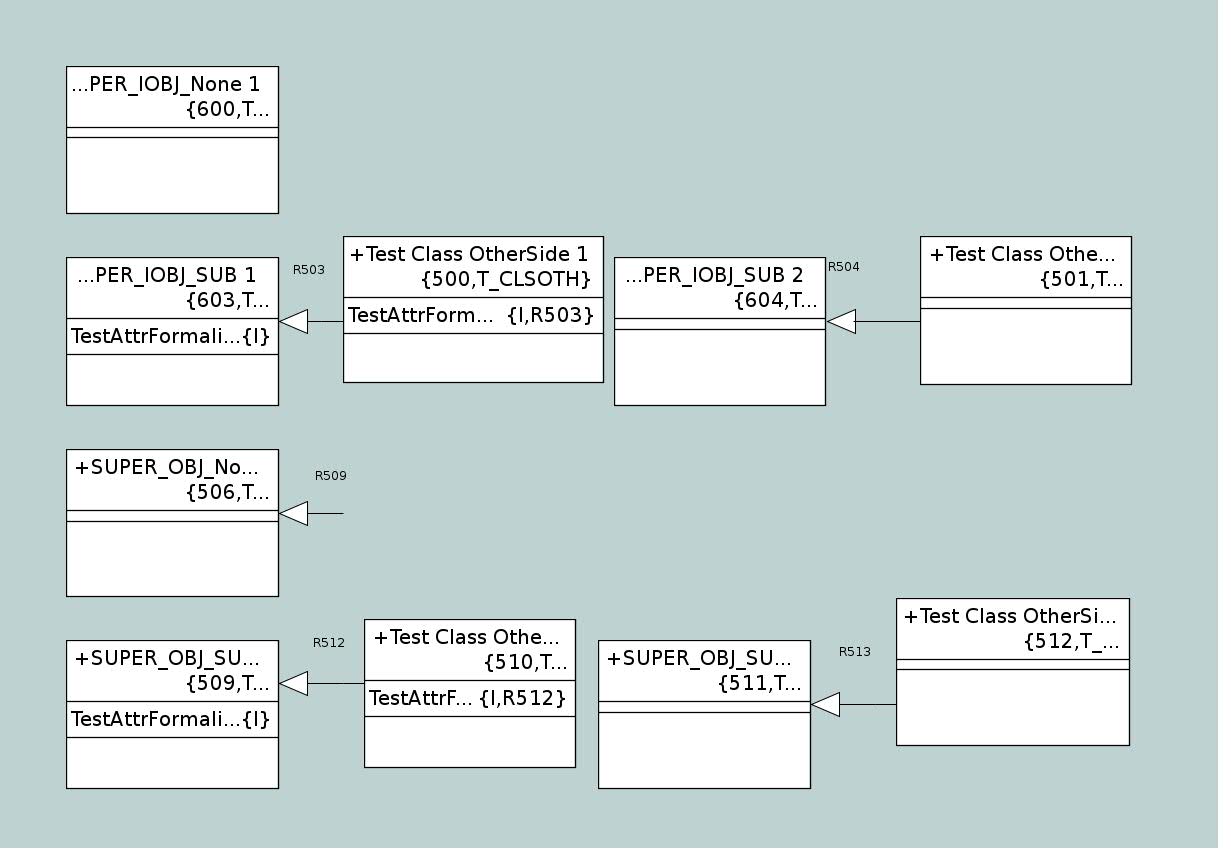 ...PER_IOBJ_None 1
{600,T...
...PER_IOBJ_SUB 1
{603,T...
TestAttrFormali...{I}
R503
+Test Class OtherSide 1
{500,T_CLSOTH}
TestAttrForm... {I,R503}
...PER_IOBJ_SUB 2
{604,T...
R504
+Test Class Othe...
{501,T...
+SUPER_OBJ_No...
{506,T...
R509
+SUPER_OBJ_SU...
{509,T...
TestAttrFormali...{I}
R512
+Test Class Othe...
{510,T...
TestAttrF... {I,R512}
+SUPER_OBJ_SU...
{511,T...
R513
+Test Class OtherSi...
{512,T_...